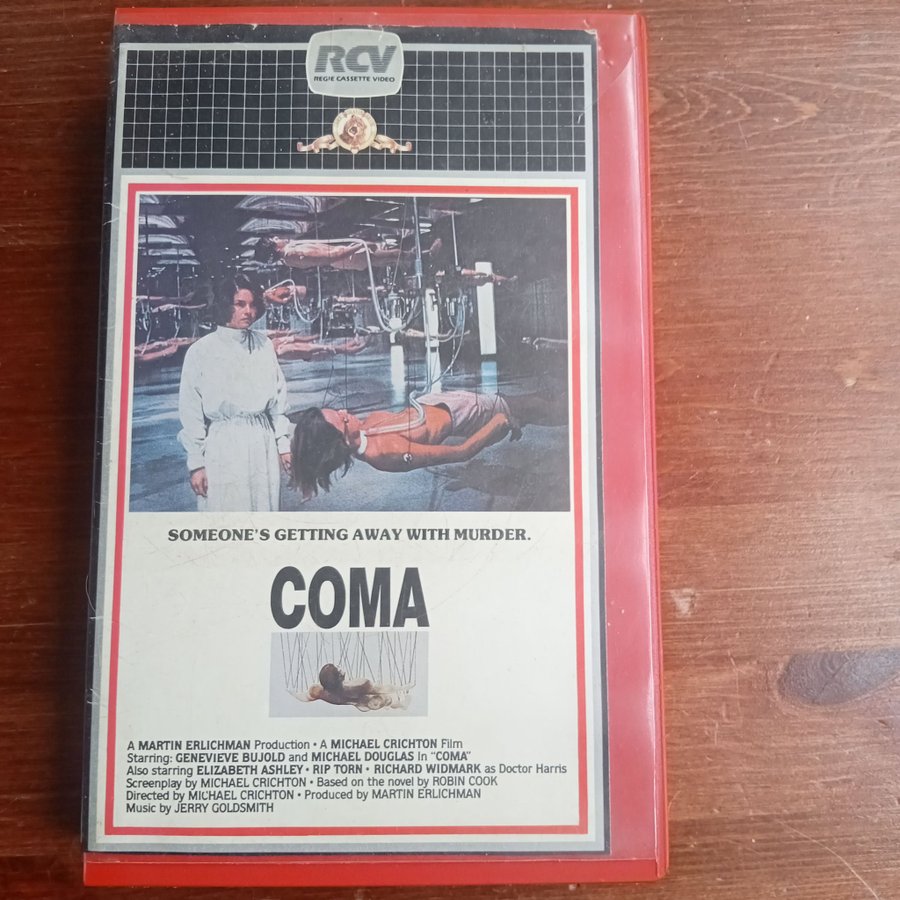 RCV
REGIE CASSETTE VIDEO
SOMEONE'S GETTING AWAY WITH MURDER.
COMA
A MARTIN ERLICHMAN Production • A MICHAEL CRICHTON Film
Starring: GENEVIEVE BUJOLD and MICHAEL DOUGLAS In "COMA"
Also starring ELIZABETH ASHLEY • RIP TORN • RICHARD WIDMARK as Doctor Harris
Screenplay by MICHAEL CRICHTON • Based on the novel by ROBIN COOK
Directed by MICHAEL CRICHTON • Produced by MARTIN ERLICHMAN
Music by JERRY GOLDSMITH